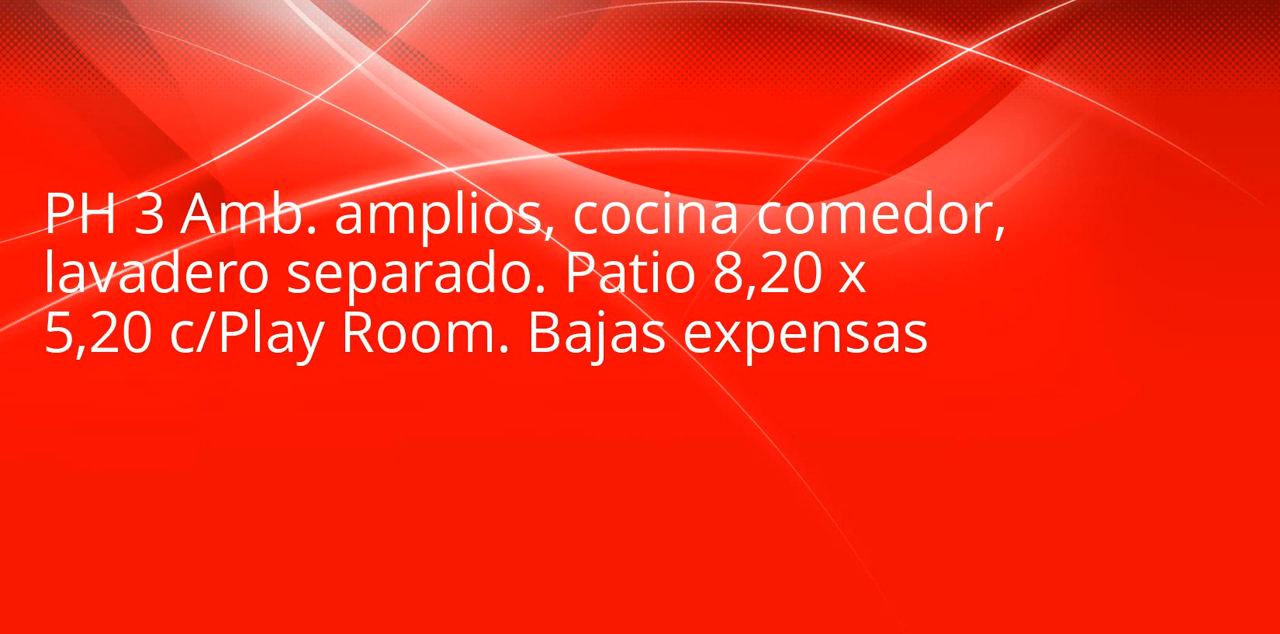 PH 3 Amb. amplios, cocina comedor,
lavadero separado. Patio 8,20 x
5,20 c/Play Room. Bajas expensas